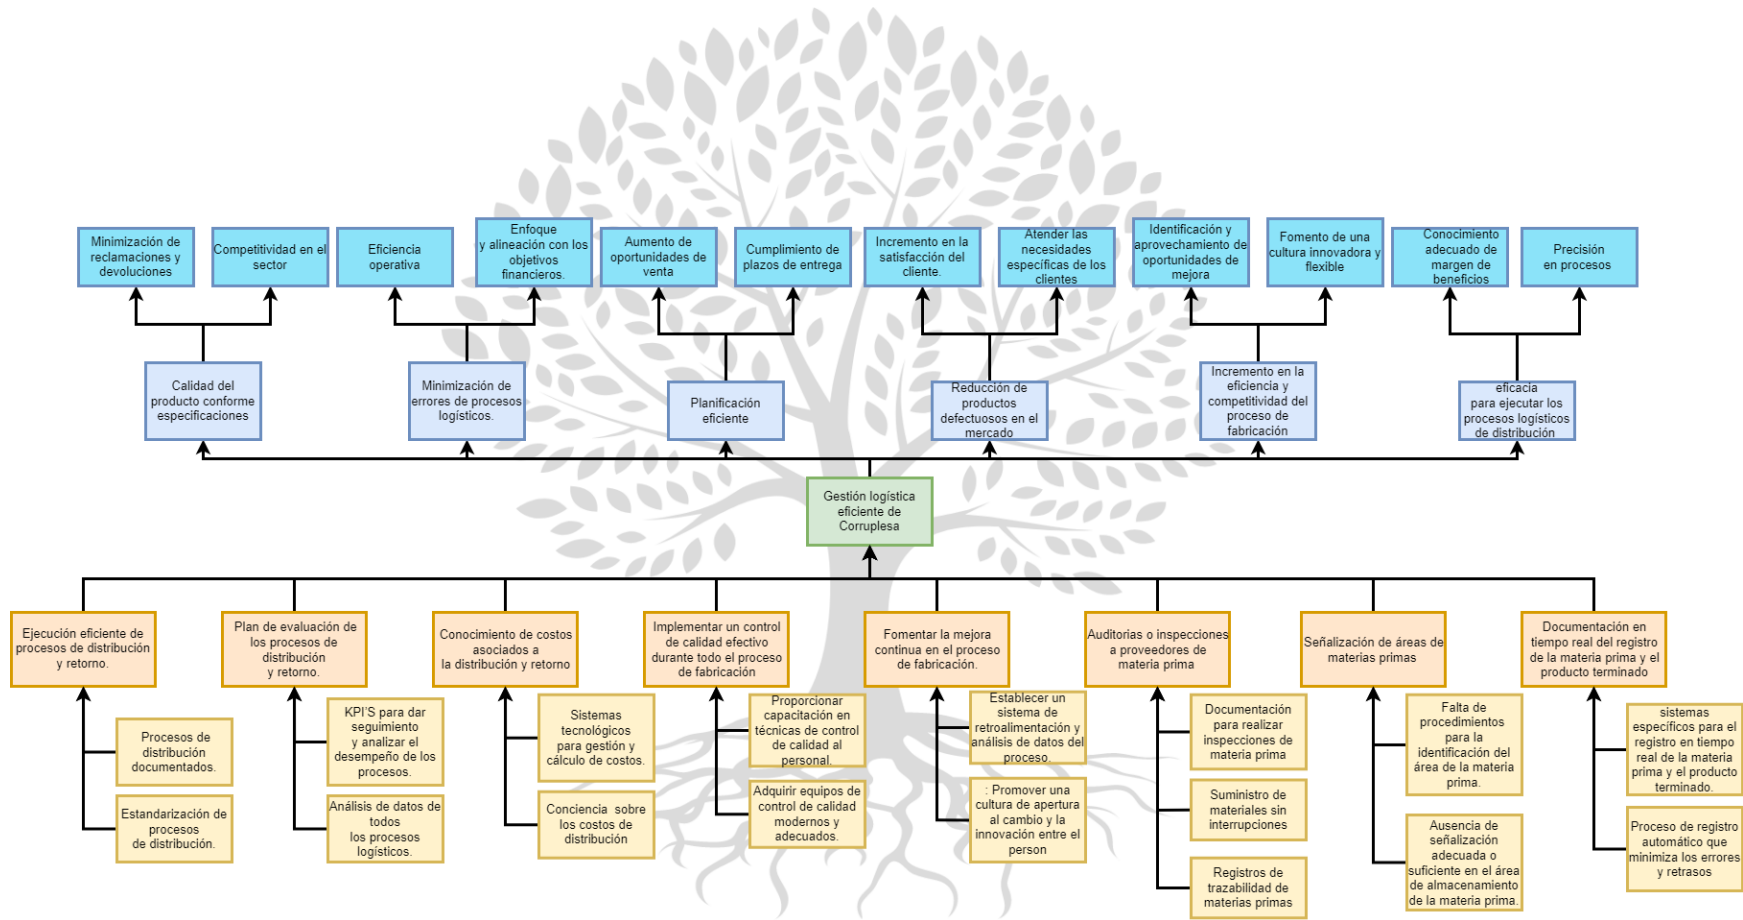 Minimización de
reclamaciones y
devoluciones
Competitividad en el
sector
Eficiencia
operativa
Enfoque
y alineación con los
objetivos
financieros.
Aumento de
oportunidades de
venta
Cumplimiento de
plazos de entrega
Incremento en la
satisfacción del
cliente.
Atender las
necesidades
específicas de los
clientes
Identificación y
aprovechamiento de
oportunidades de
mejora
Fomento de una
cultura innovadora y
flexible
Conocimiento
adecuado de
margen de
beneficios
Precisión
en procesos
Calidad del
producto conforme
especificaciones
Minimización de
errores de procesos
logísticos.
Planificación
eficiente
Reducción de
productos
defectuosos en el
mercado
Incremento en la
eficiencia y
competitividad del
proceso de
fabricación
eficacia
para ejecutar los
procesos logísticos
de distribución
Gestión logística
eficiente de
Corruplesa
Ejecución eficiente de
procesos de distribución
y retorno.
Plan de evaluación de
los procesos de
distribución
y retorno.
Conocimiento de costos
asociados a
la distribución y retorno
Implementar un control
de calidad efectivo
durante todo el proceso
de fabricación
Fomentar la mejora
continua en el proceso
de fabricación.
Auditorias o inspecciones
a proveedores de
materia prima
Señalización de áreas de
materias primas
Documentación en
tiempo real del registro
de la materia prima y el
producto terminado
Procesos de
distribución
documentados.
Estandarización de
procesos
de distribución.
KPI'S para dar
seguimiento
y analizar el
desempeño de los
procesos.
Análisis de datos de
todos
los procesos
logísticos.
Sistemas
tecnológicos
para gestión y
cálculo de costos.
Conciencia sobre
los costos de
distribución
Proporcionar
capacitación en
técnicas de control
de calidad al
personal.
Adquirir equipos de
control de calidad
modernos y
adecuados.
Establecer un
sistema de
retroalimentación y
análisis de datos del
proceso.
: Promover una
cultura de apertura
al cambio y la
innovación entre el
person
Documentación
para realizar
inspecciones de
materia prima
Suministro de
materiales sin
interrupciones
Registros de
trazabilidad de
materias primas
Falta de
procedimientos
para la
identificación del
área de la materia
prima.
Ausencia de
señalización
adecuada o
suficiente en el área
de almacenamiento
de la materia prima.
sistemas
específicos para el
registro en tiempo
real de la materia
prima y el producto
terminado.
Proceso de registro
automático que
minimiza los errores
y retrasos